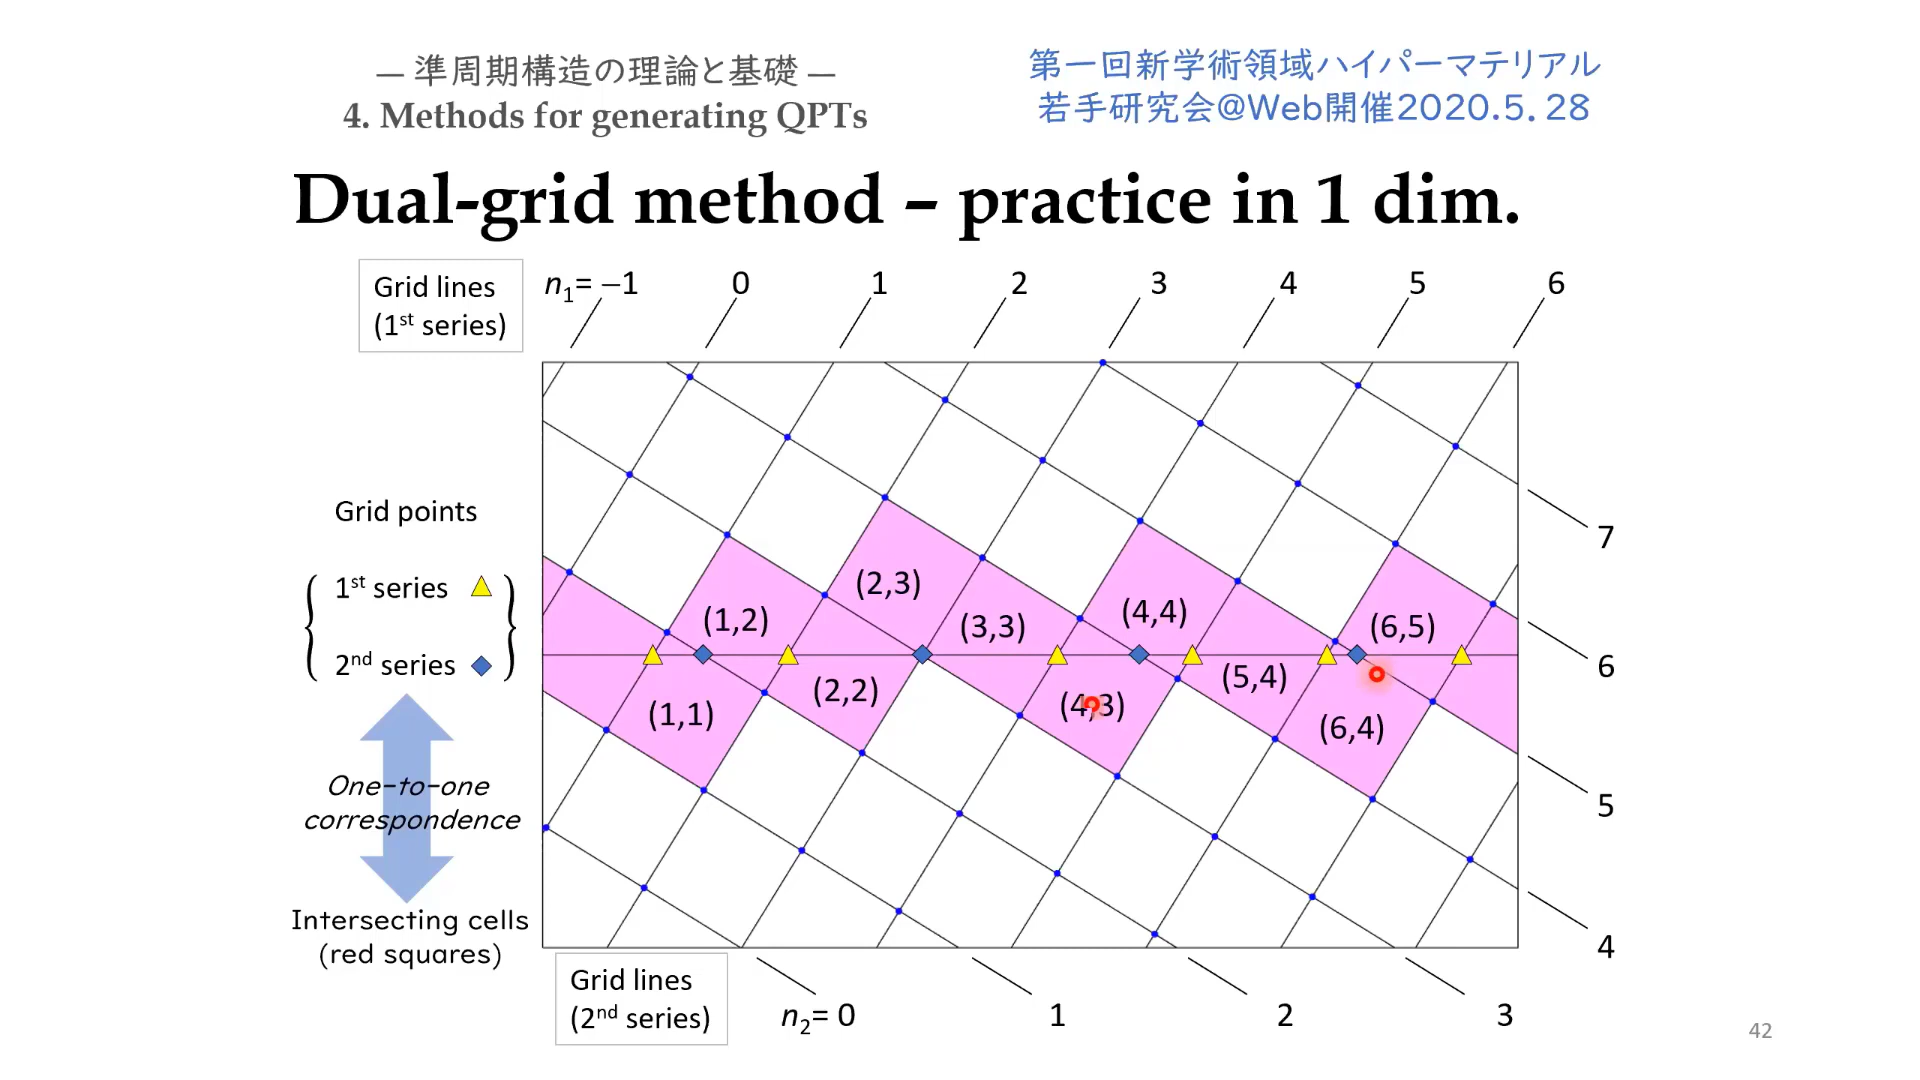 — 準周期構造の理論と基礎 —
4. Methods for generating QPTs
第一回新学術領域ハイパーマテリアル
若手研究会@Web開催2020.5.28
Dual-grid method – practice in 1 dim.
Grid lines
(1st series)
n1= −1 0 1 2 3 4 5 6
Grid points
1st series
2nd series
One-to-one
correspondence
Intersecting cells
(red squares)
(2,3)
(1,2) (3,3) (4,4) (6,5)
(1,1) (2,2) (4,3) (5,4) (6,4)
7
6
5
4
Grid lines
(2nd series)
n2= 0 1 2 3
42